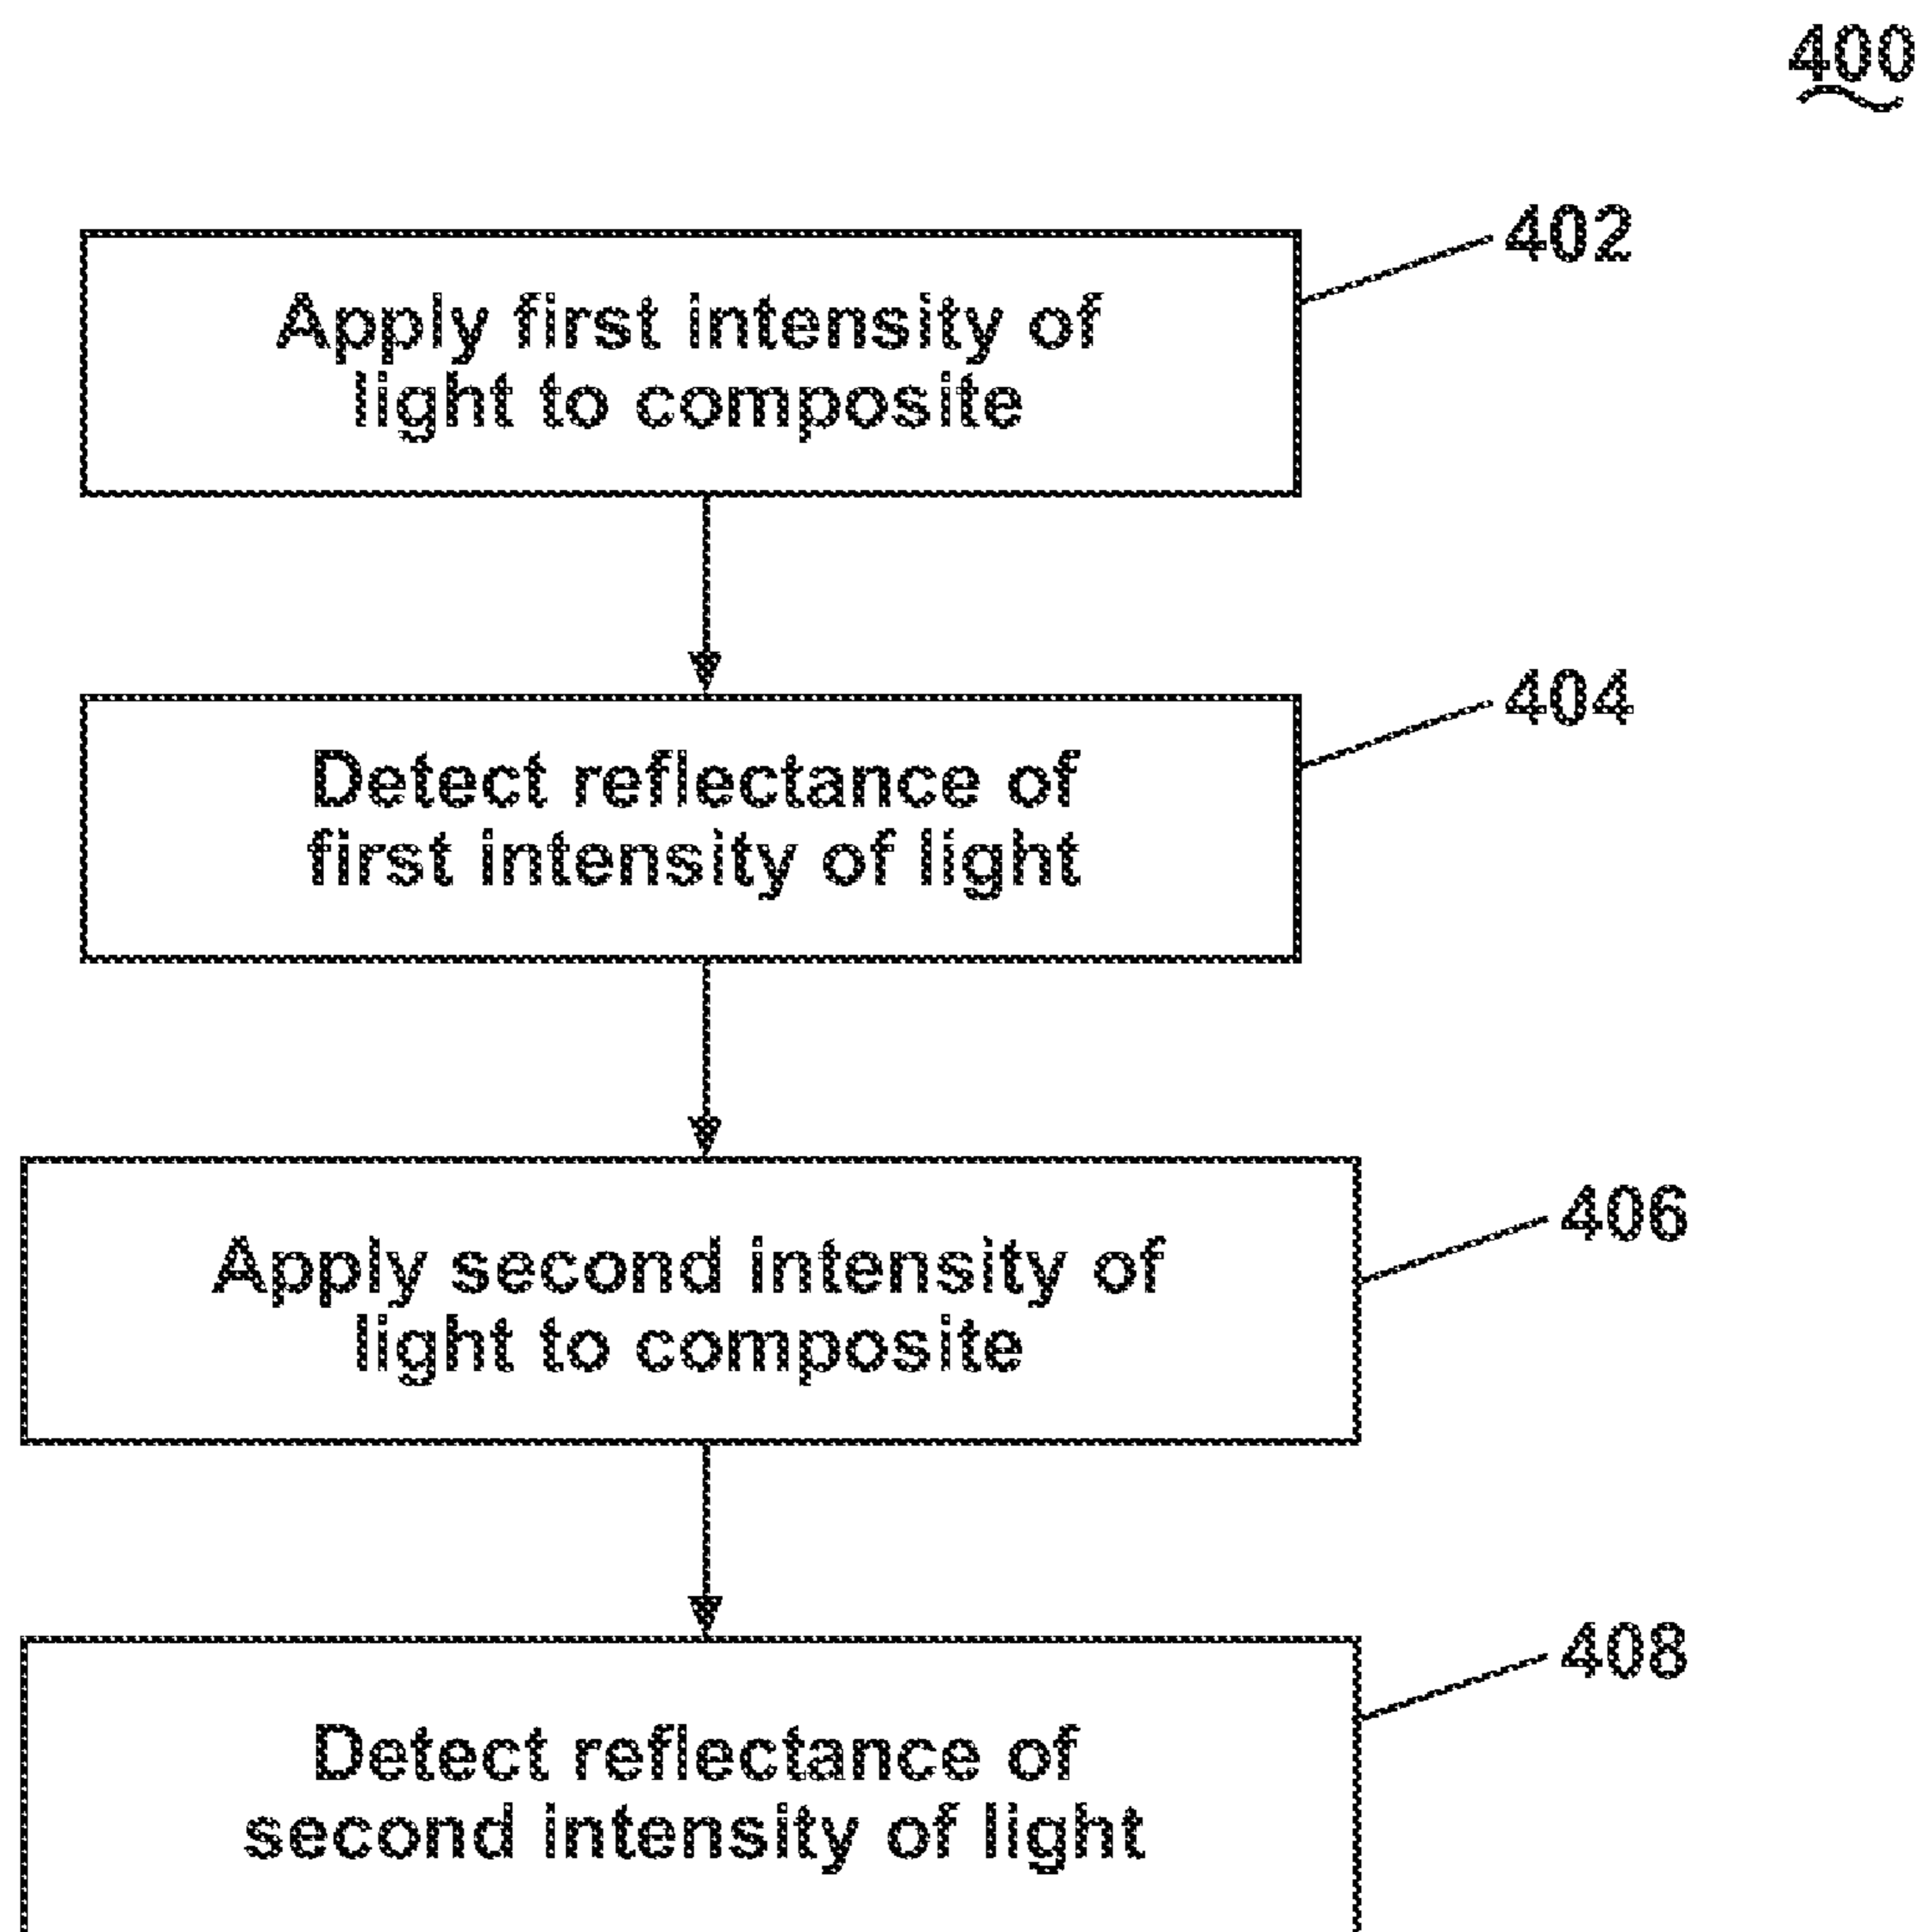 400
402
Apply first intensity of
light to composite
404
Detect reflectance of
first intensity of light
406
Apply second intensity of
light to composite
408
Detect reflectance of
second intensity of light